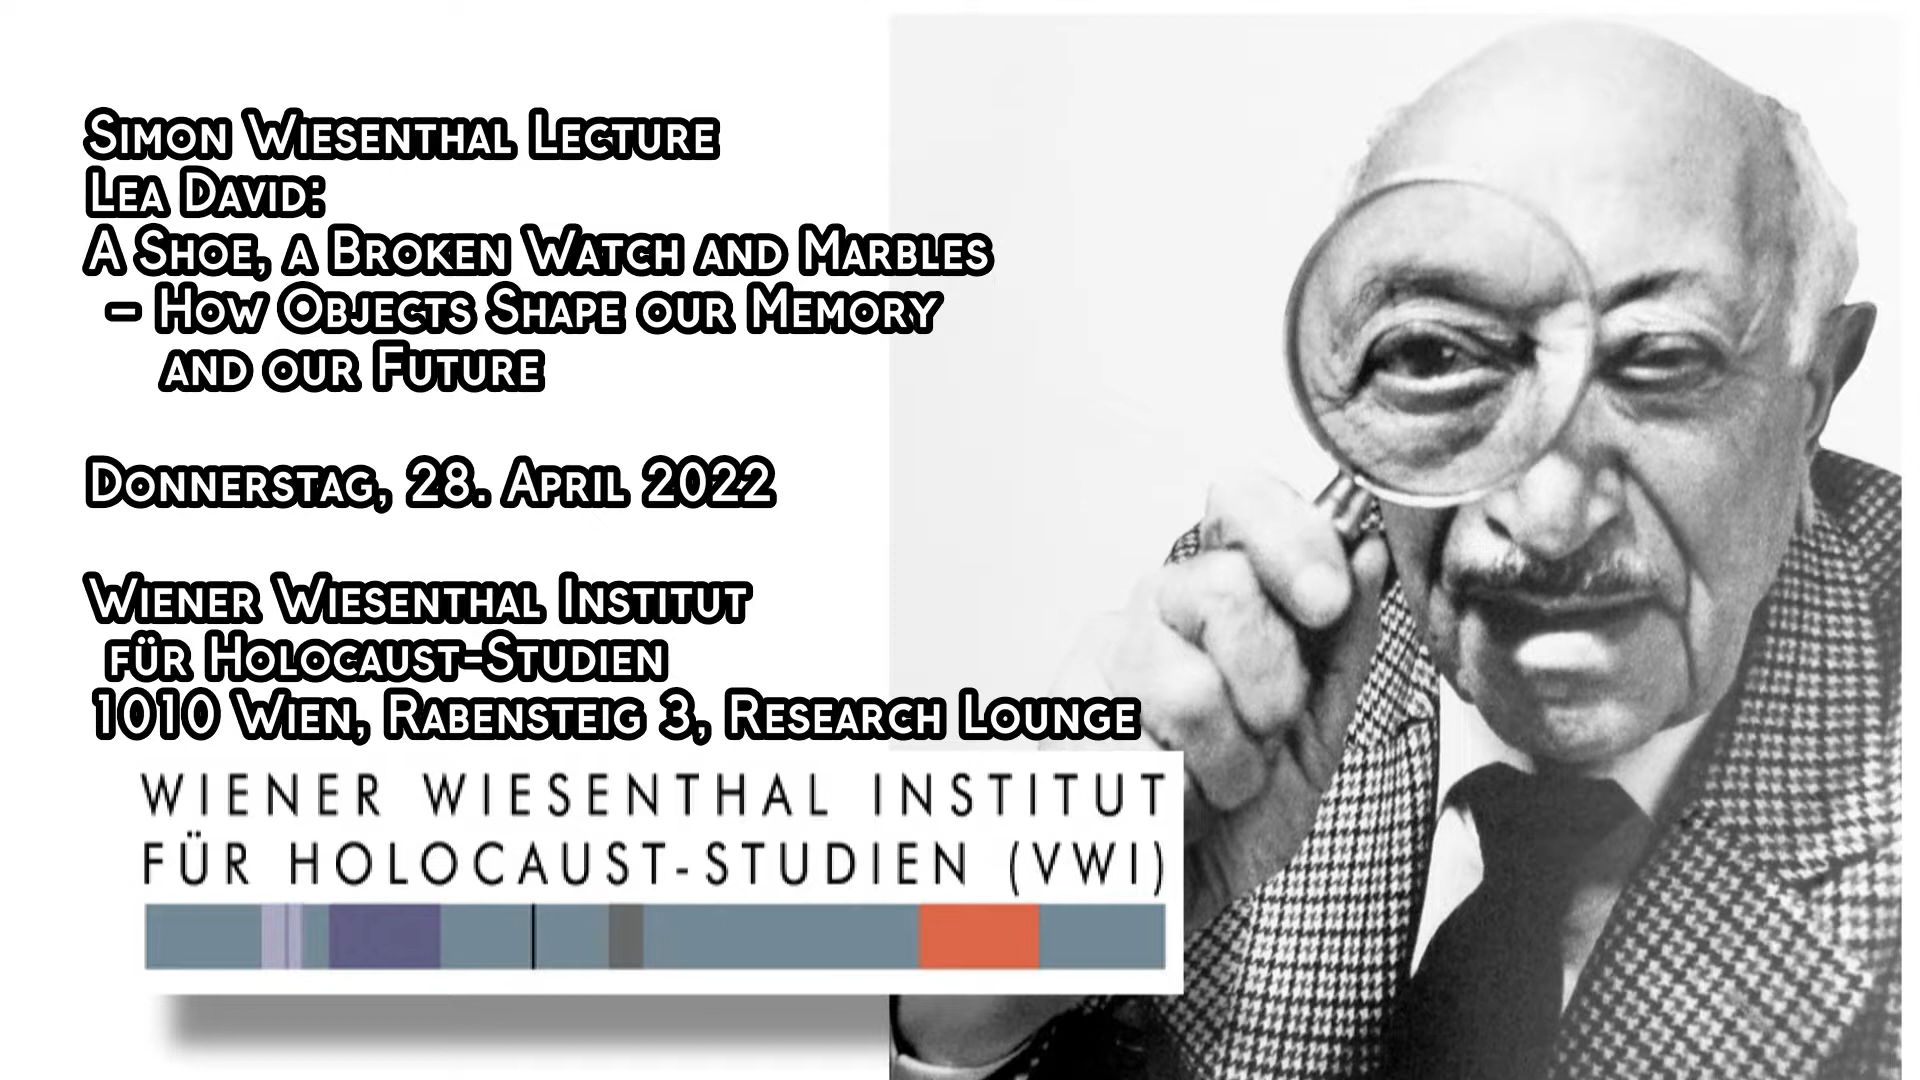 Simon Wiesenthal Lecture
Lea David:
A Shoe, a Broken Watch and Marbles
– How Objects Shape our Memory
and our Future
Donnerstag, 28. April 2022
Wiener Wiesenthal Institut
für Holocaust-Studien
1010 Wien, Rabensteig 3, Research Lounge
WIENER WIESENTHAL INSTITUT
FÜR HOLOCAUST-STUDIEN (VWI)